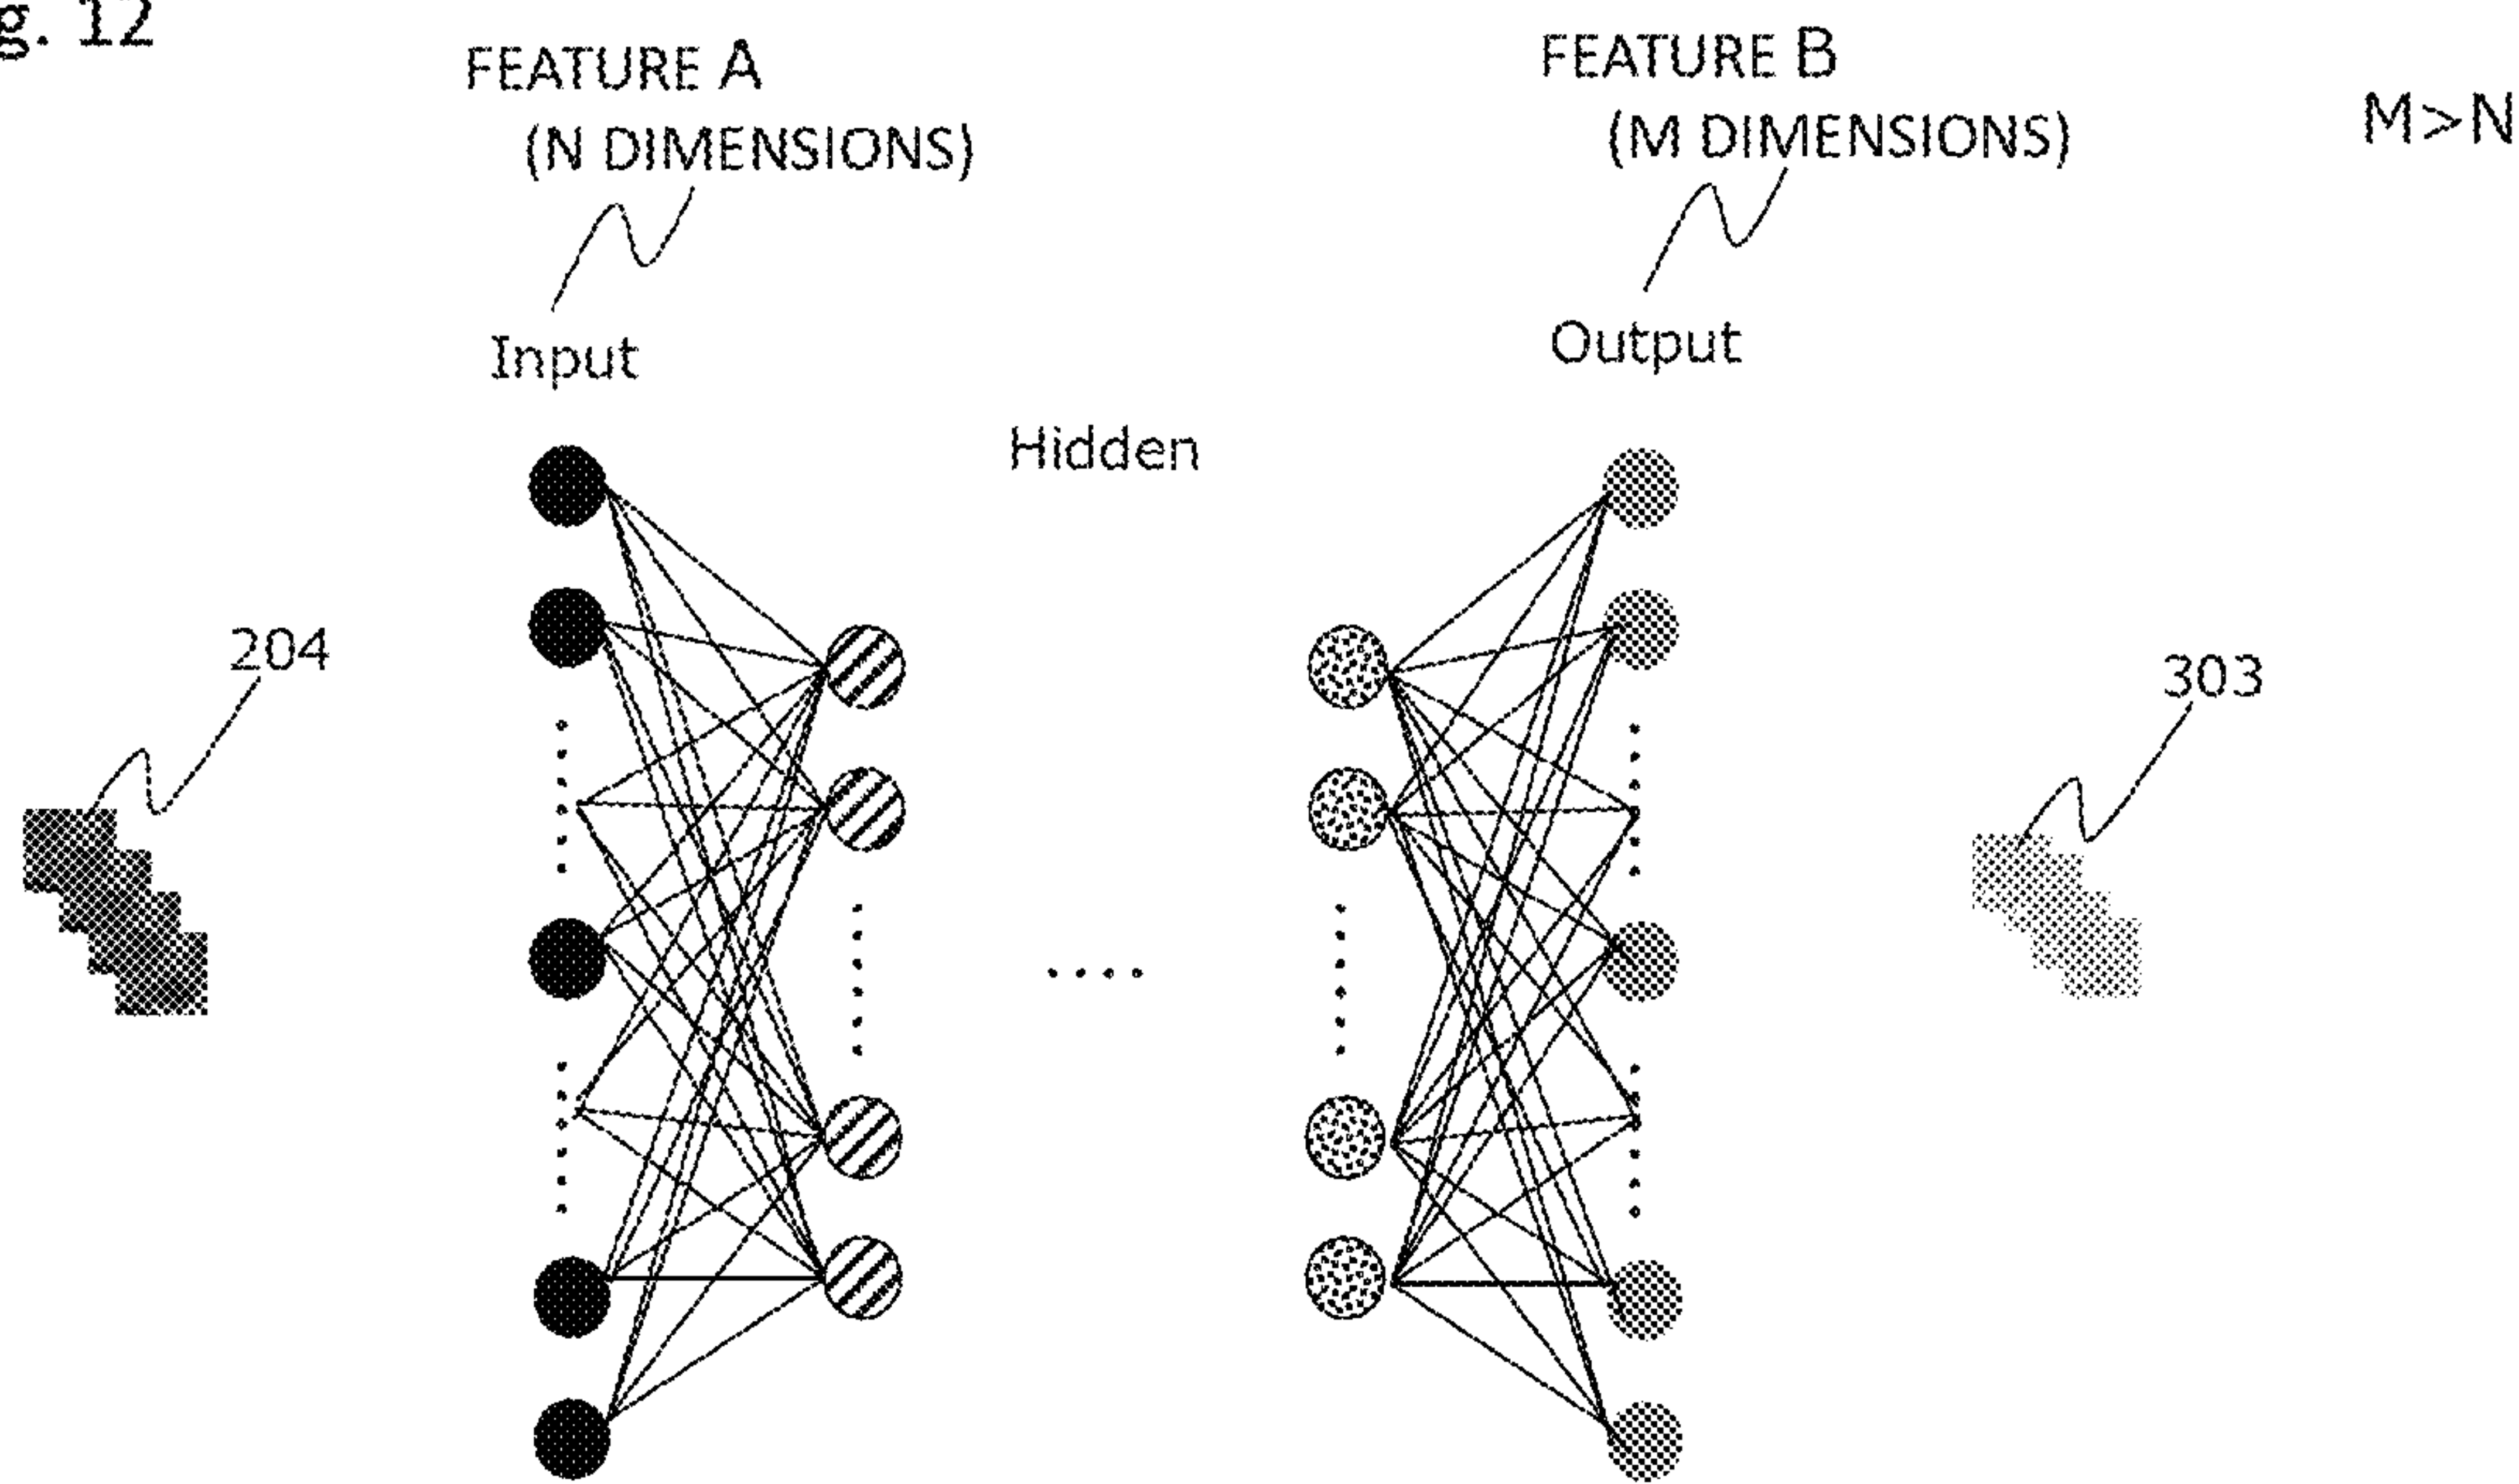 g. 12
FEATURE A
(N DIMENSIONS)
FEATURE B
(M DIMENSIONS)
M>N
Input
Output
Hidden
204
303